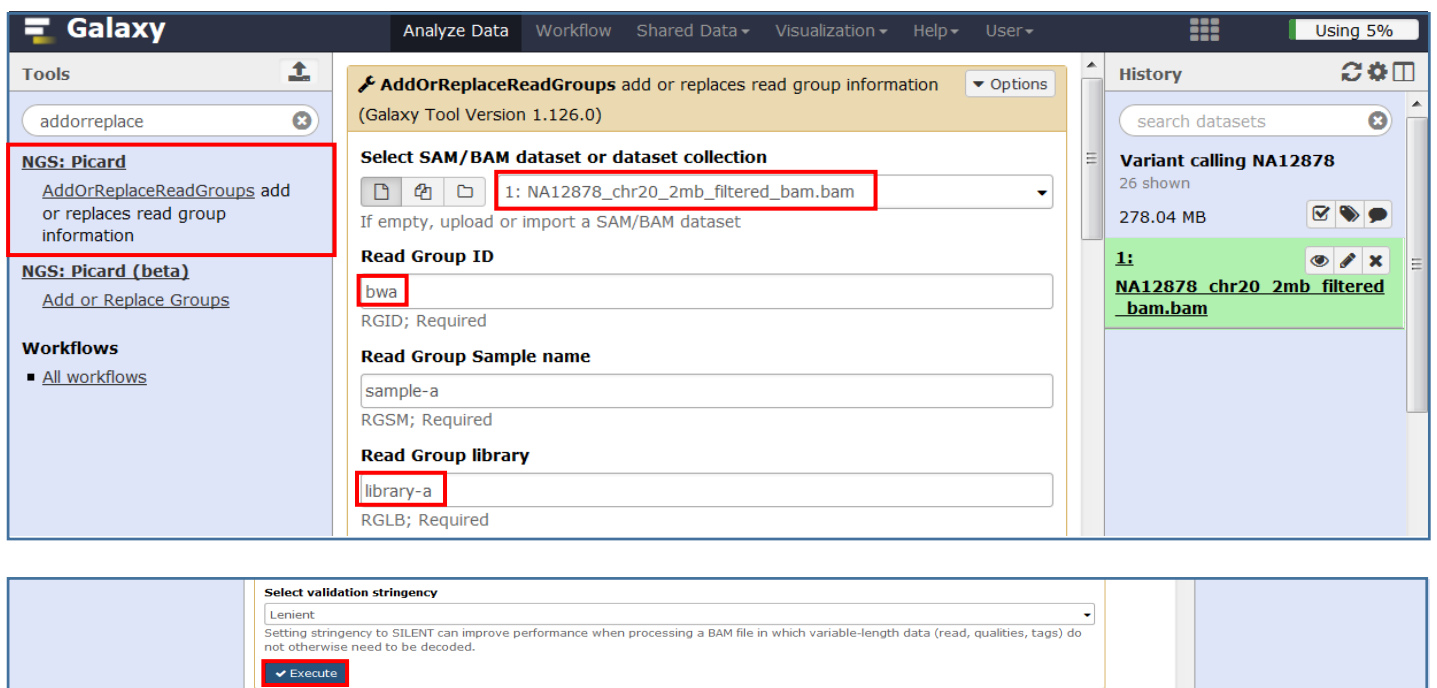 Galaxy
Analyze Data Workflow Shared Data Visualization Help User
Using 5%
Tools
addorreplace
NGS: Picard
AddOrReplaceReadGroups add
or replaces read group
information
NGS: Picard (beta)
Add or Replace Groups
Workflows
All workflows
AddOrReplaceReadGroups add or replaces read group information
Options
(Galaxy Tool Version 1.126.0)
Select SAM/BAM dataset or dataset collection
1: NA12878_chr20_2mb_filtered_bam.bam
If empty, upload or import a SAM/BAM dataset
Read Group ID
bwa
RGID; Required
Read Group Sample name
sample-a
RGSM; Required
Read Group library
library-a
RGLB; Required
History
search datasets
Variant calling NA12878
26 shown
278.04 MB
1:
NA12878_chr20_2mb_filtered
_bam.bam
Select validation stringency
Lenient
Setting stringency to SILENT can improve performance when processing a BAM file in which variable-length data (read, qualities, tags) do
not otherwise need to be decoded.
Execute